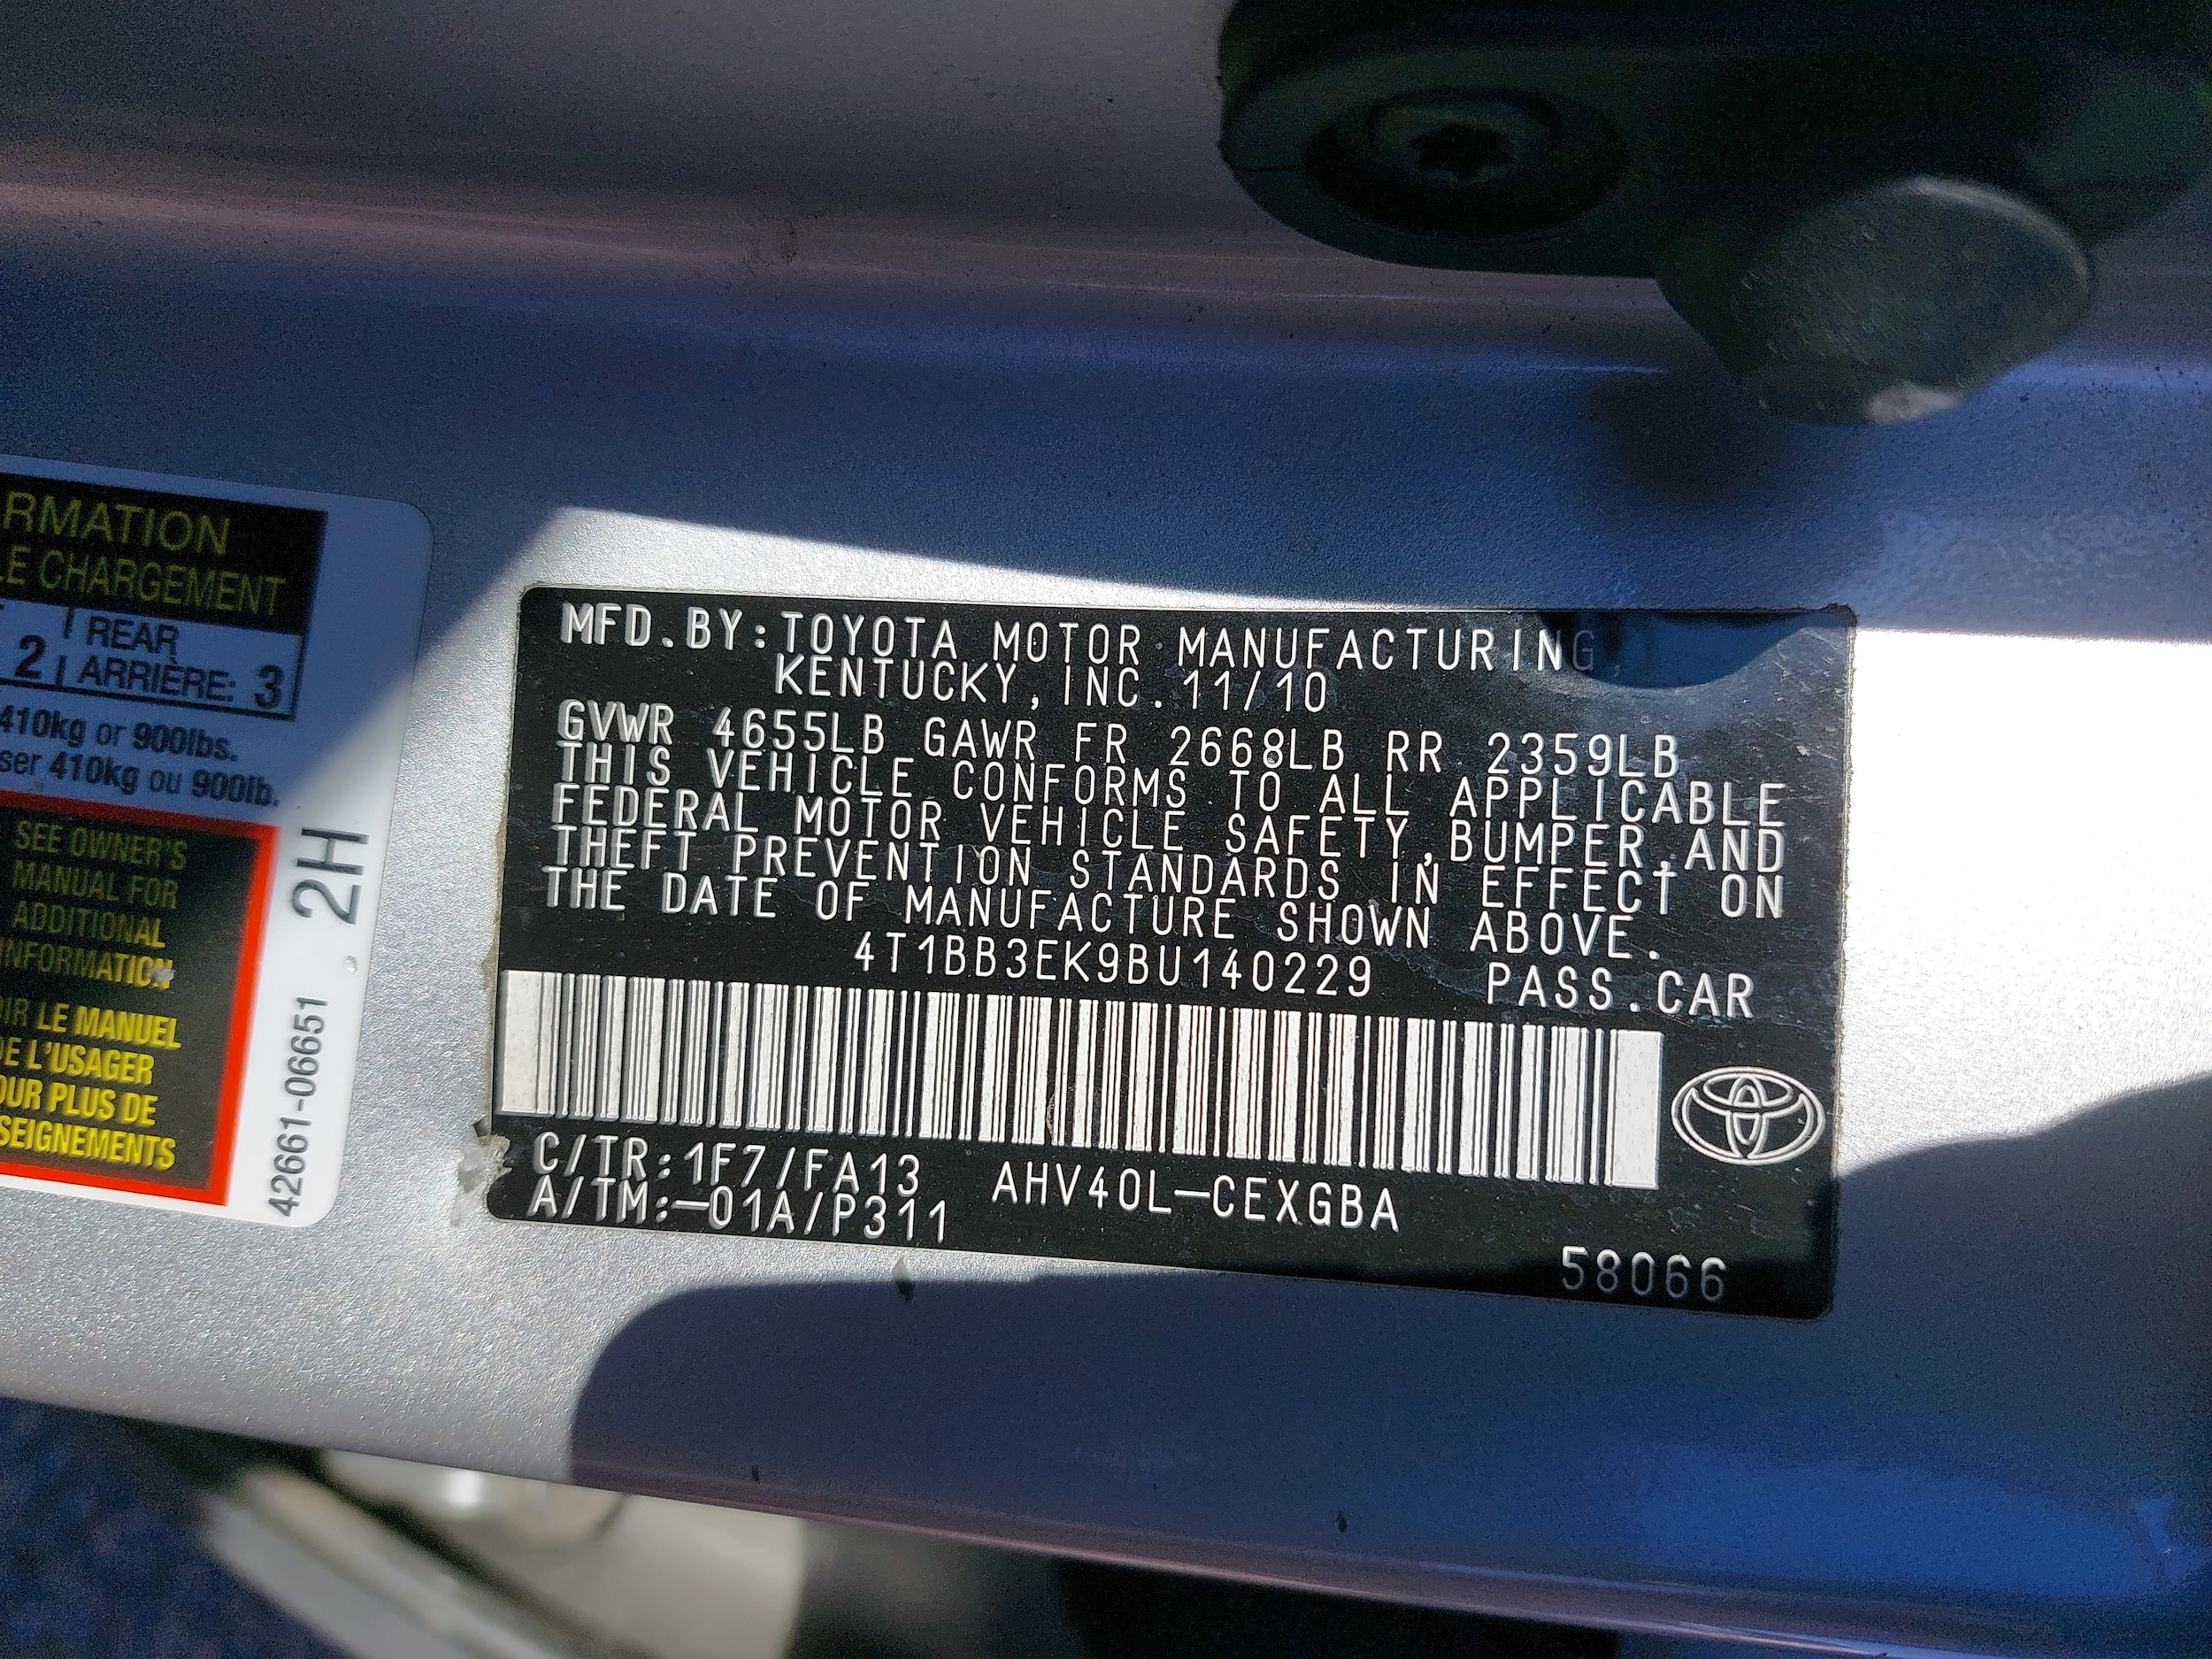 RMATION
LE CHARGEMENT
REAR
2 ARRIÈRE: 3
410kg or 900lbs.
ser 410kg ou 900lb.
SEE OWNER'S
MANUAL FOR
ADDITIONAL
INFORMATION
OIR LE MANUEL
DE L'USAGER
OUR PLUS DE
SEIGNEMENTS
2H
42661-06651
MFD.BY:TOYOTA MOTOR MANUFACTURING,
KENTUCKY,INC.11/10
GVWR 4655LB GAWR FR 2668LB RR 2359LB
THIS VEHICLE CONFORMS TO ALL APPLICABLE
FEDERAL MOTOR VEHICLE SAFETY,BUMPER,AND
THEFT PREVENTION STANDARDS IN EFFECT ON
THE DATE OF MANUFACTURE SHOWN ABOVE.
4T1BB3EK9BU140229 PASS.CAR
C/TR:1F7/FA13 AHV40L-CEXGBA
A/TM:-01A/P311
58066